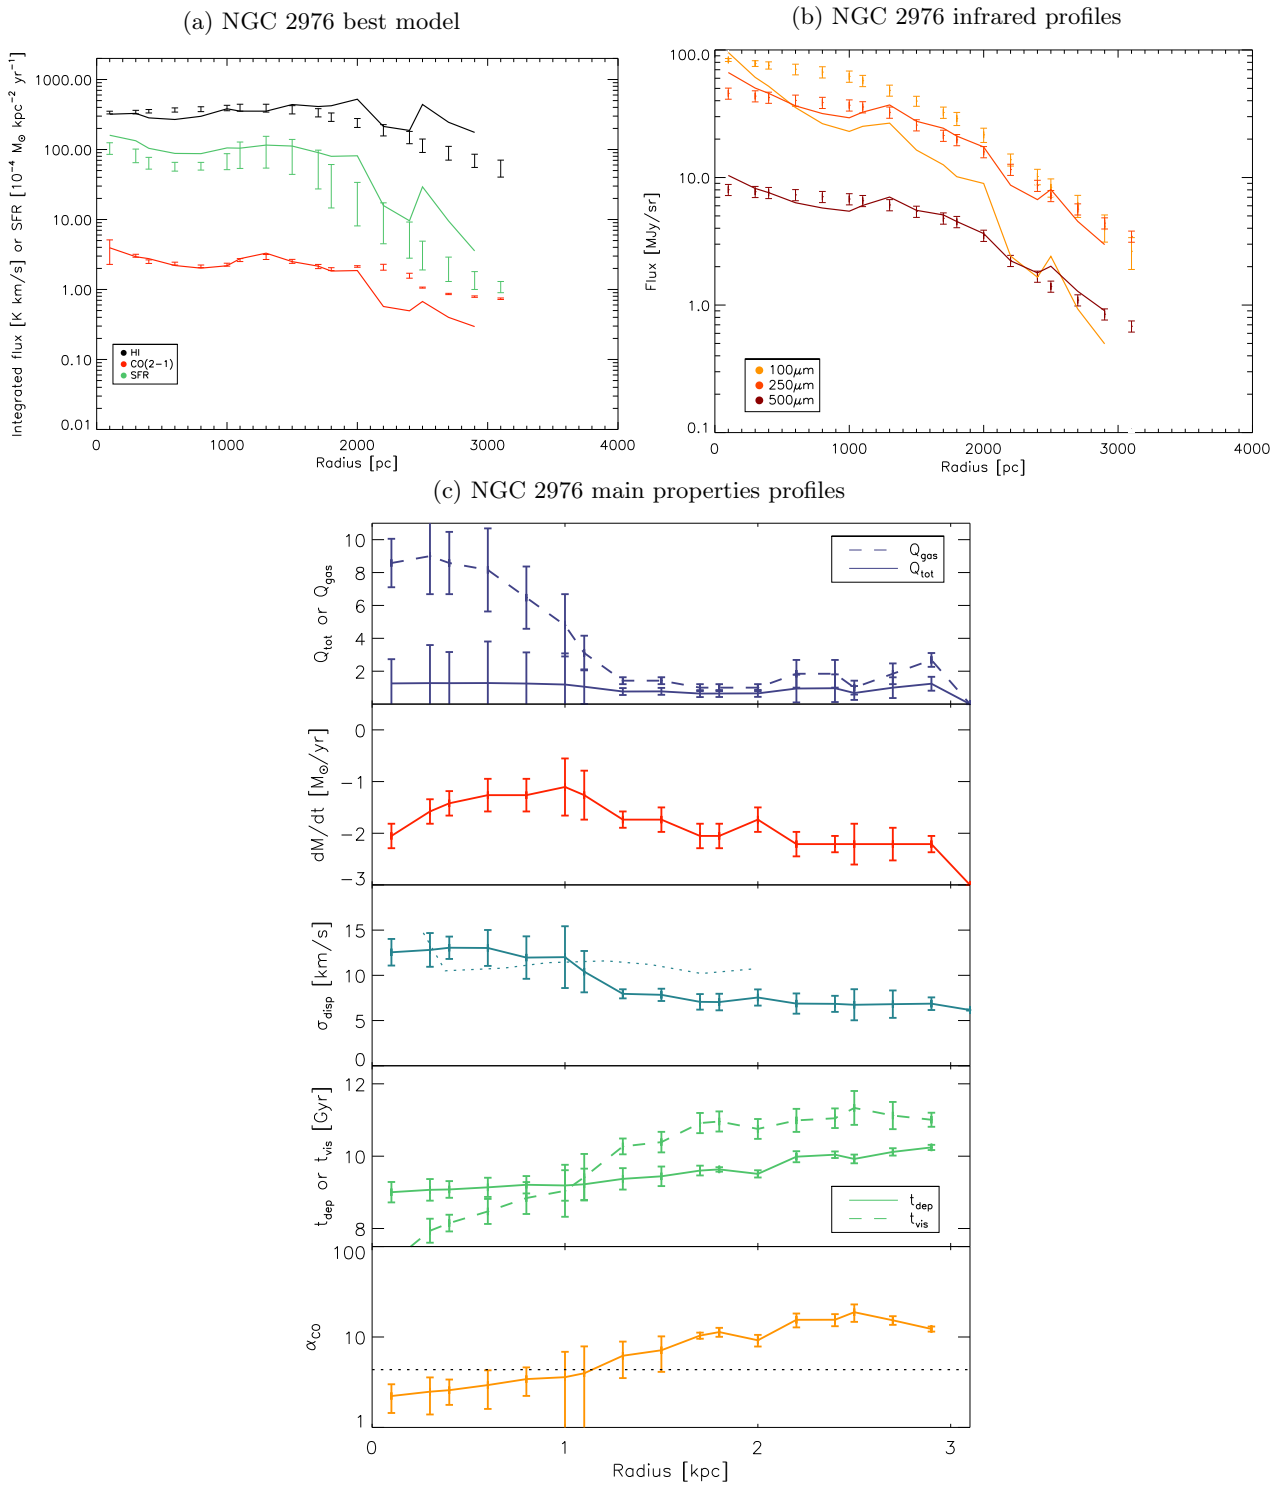 (a) NGC 2976 best model
Integrated flux [K km/s] or SFR [10⁻⁴ M⊙ kpc⁻² yr⁻¹]
1000.00
100.00
10.00
1.00
0.10
0.01
HI
CO(2-1)
SFR
0 1000 2000 3000 4000
Radius [pc]
(b) NGC 2976 infrared profiles
Flux [MJy/sr]
100.0
10.0
1.0
0.1
100μm
250μm
500μm
0 1000 2000 3000 4000
Radius [pc]
(c) NGC 2976 main properties profiles
Q_tot or Q_gas
10
8
6
4
2
Q_gas
Q_tot
dM/dt [M⊙/yr]
0
−1
−2
−3
σ_disp [km/s]
15
10
5
0
t_dep or t_vis [Gyr]
12
10
8
t_dep
t_vis
α_CO
100
10
1
0 1 2 3
Radius [kpc]